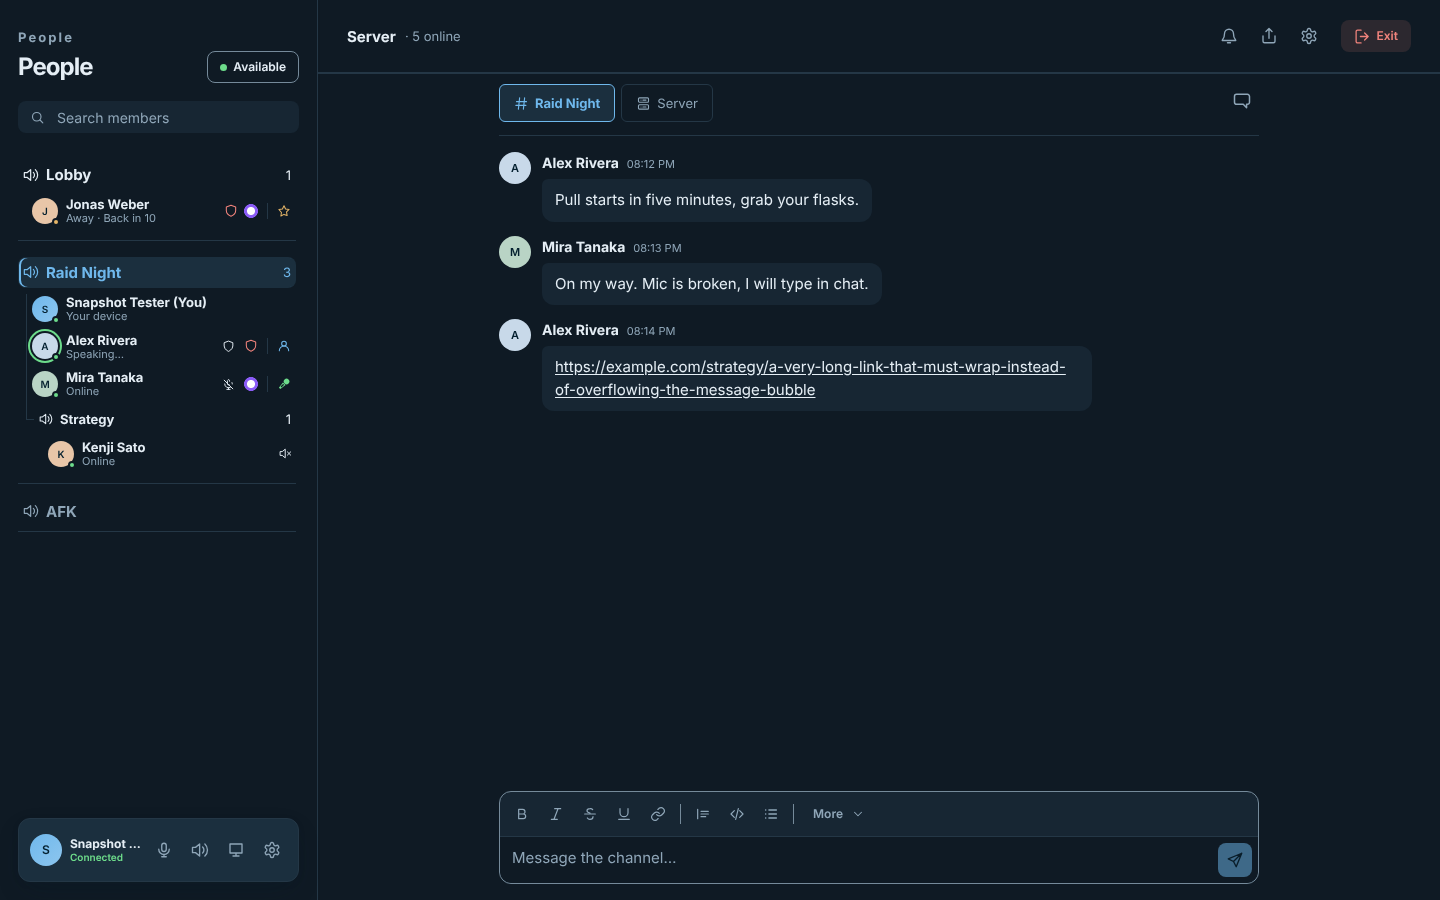 People
People
Available
Search members
Lobby 1
J
Jonas Weber
Away · Back in 10
Raid Night 3
S
Snapshot Tester (You)
Your device
A
Alex Rivera
Speaking...
M
Mira Tanaka
Online
Strategy 1
K
Kenji Sato
Online
AFK
S
Snapshot ...
Connected
Server · 5 online
Exit
Raid Night
Server
A
Alex Rivera 08:12 PM
Pull starts in five minutes, grab your flasks.
M
Mira Tanaka 08:13 PM
On my way. Mic is broken, I will type in chat.
A
Alex Rivera 08:14 PM
https://example.com/strategy/a-very-long-link-that-must-wrap-instead-
of-overflowing-the-message-bubble
More
Message the channel...